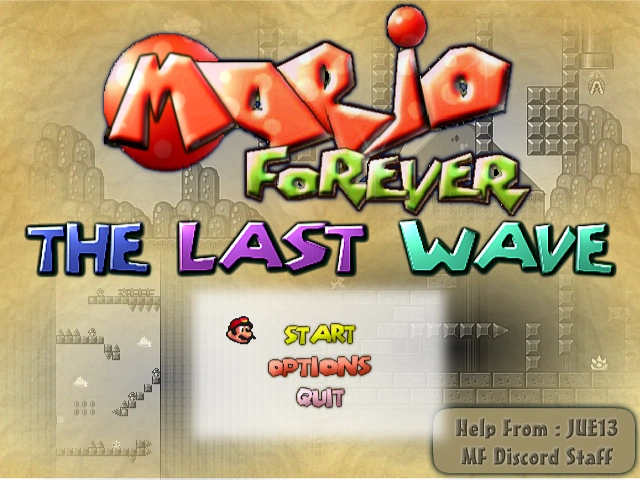 MARIO
FOREVER
THE LAST WAVE
START
OPTIONS
QUIT
Help From : JUE13
MF Discord Staff